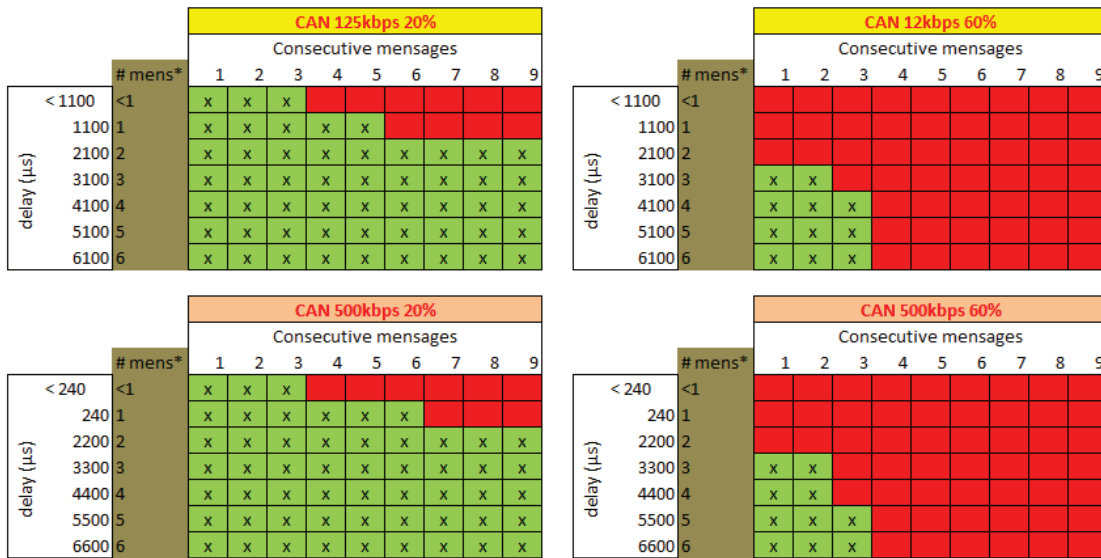 CAN 125kbps 20%
Consecutive mensages
# mens* 1 2 3 4 5 6 7 8 9
delay (µs)
< 1100 <1 x x x
1100 1 x x x x x
2100 2 x x x x x x x x x
3100 3 x x x x x x x x x
4100 4 x x x x x x x x x
5100 5 x x x x x x x x x
6100 6 x x x x x x x x x
CAN 12kbps 60%
Consecutive mensages
# mens* 1 2 3 4 5 6 7 8 9
delay (µs)
< 1100 <1
1100 1
2100 2
3100 3 x x
4100 4 x x x
5100 5 x x x
6100 6 x x x
CAN 500kbps 20%
Consecutive mensages
# mens* 1 2 3 4 5 6 7 8 9
delay (µs)
< 240 <1 x x x
240 1 x x x x x x
2200 2 x x x x x x x x x
3300 3 x x x x x x x x x
4400 4 x x x x x x x x x
5500 5 x x x x x x x x x
6600 6 x x x x x x x x x
CAN 500kbps 60%
Consecutive mensages
# mens* 1 2 3 4 5 6 7 8 9
delay (µs)
< 240 <1
240 1
2200 2
3300 3 x x
4400 4 x x
5500 5 x x x
6600 6 x x x